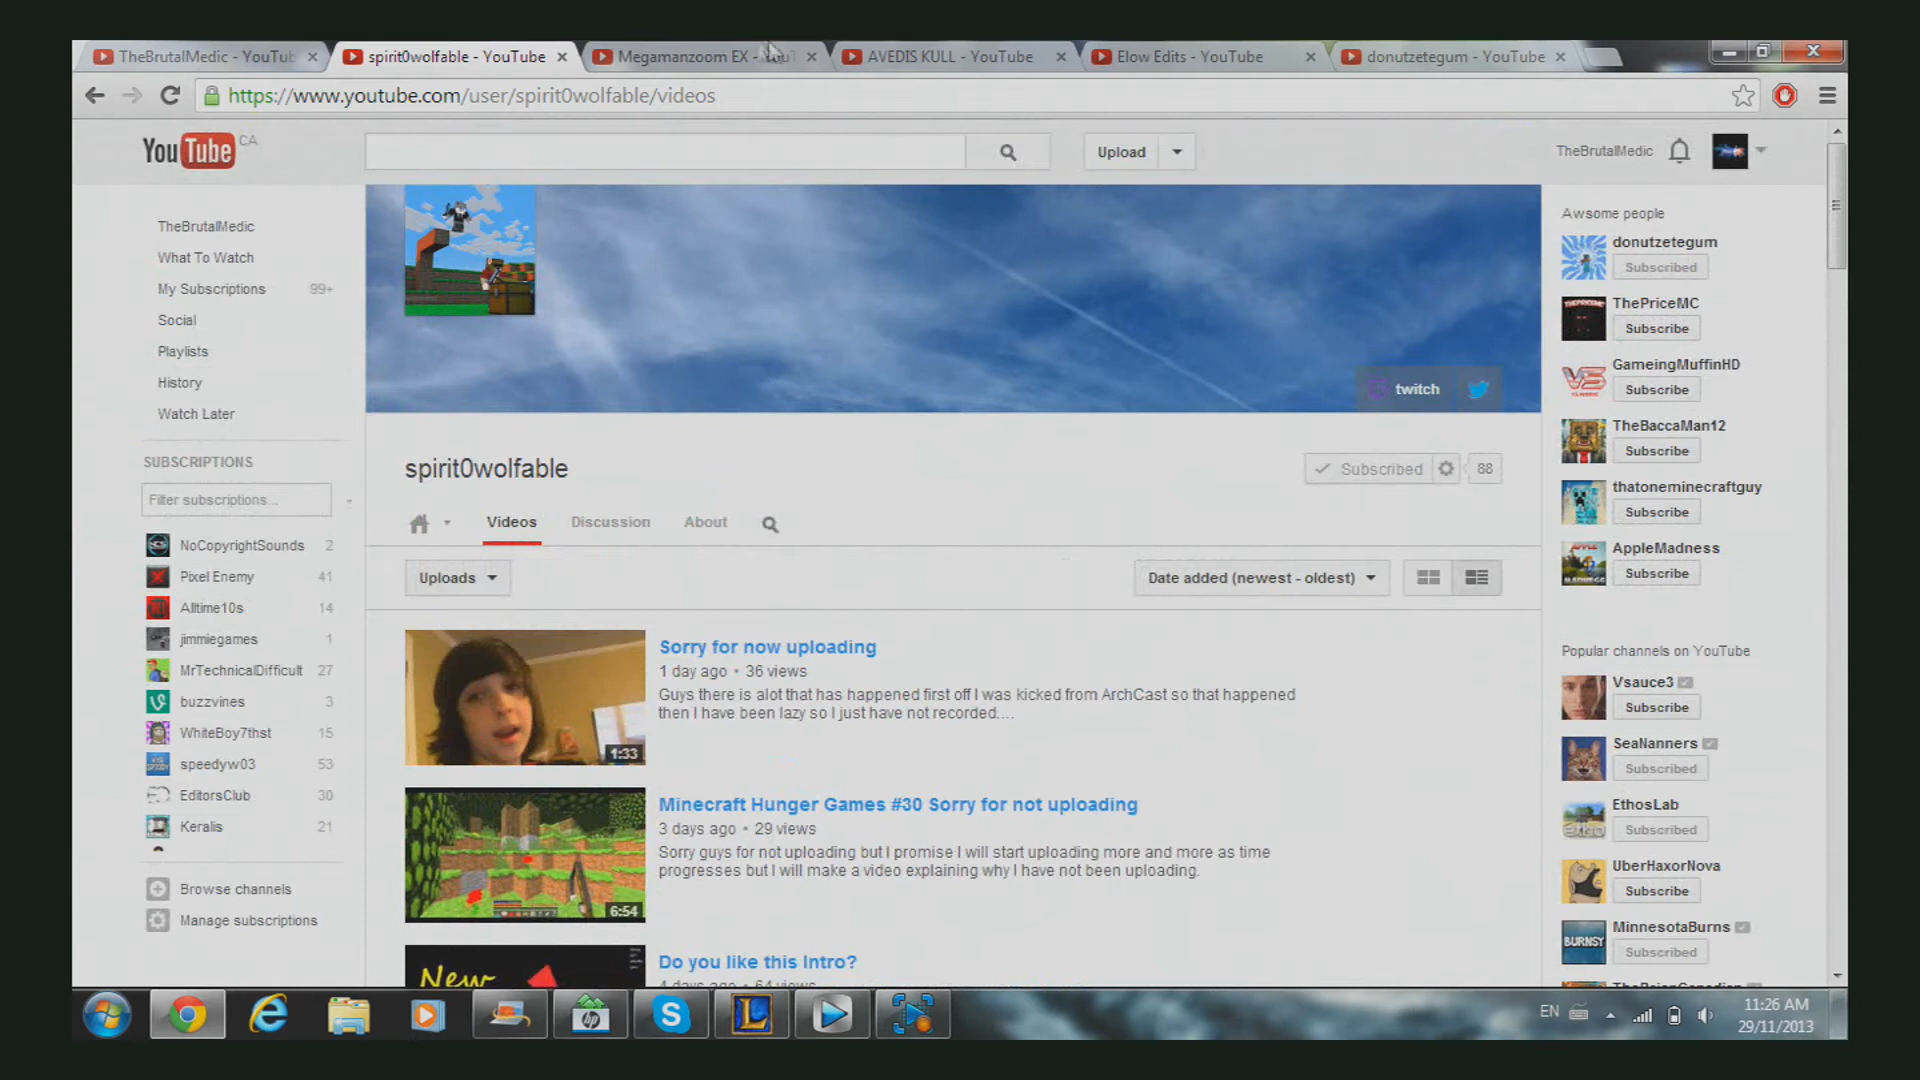 TheBrutalMedic - YouTub
spirit0wolfable - YouTube
Megamanzoom EX - YouT
AVEDIS KULL - YouTube
Elow Edits - YouTube
donutzetegum - YouTube
https://www.youtube.com/user/spirit0wolfable/videos
YouTube CA
Upload
TheBrutalMedic
TheBrutalMedic
What To Watch
My Subscriptions 99+
Social
Playlists
History
Watch Later
SUBSCRIPTIONS
Filter subscriptions...
NoCopyrightSounds 2
Pixel Enemy 41
Alltime10s 14
jimmiegames 1
MrTechnicalDifficult 27
buzzvines 3
WhiteBoy7thst 15
speedyw03 53
EditorsClub 30
Keralis 21
Browse channels
Manage subscriptions
twitch
spirit0wolfable
Subscribed 88
Videos Discussion About
Uploads
Date added (newest - oldest)
Sorry for now uploading
1 day ago • 36 views
Guys there is alot that has happened first off I was kicked from ArchCast so that happened
then I have been lazy so I just have not recorded....
1:33
Minecraft Hunger Games #30 Sorry for not uploading
3 days ago • 29 views
Sorry guys for not uploading but I promise I will start uploading more and more as time
progresses but I will make a video explaining why I have not been uploading.
6:54
New
Do you like this Intro?
4 days ago • 64 views
Awsome people
donutzetegum
Subscribed
ThePriceMC
Subscribe
GameingMuffinHD
Subscribe
TheBaccaMan12
Subscribe
thatoneminecraftguy
Subscribe
AppleMadness
Subscribe
Popular channels on YouTube
Vsauce3
Subscribe
SeaNanners
Subscribed
EthosLab
Subscribed
UberHaxorNova
Subscribe
MinnesotaBurns
BURNSY
Subscribed
EN
11:26 AM
29/11/2013